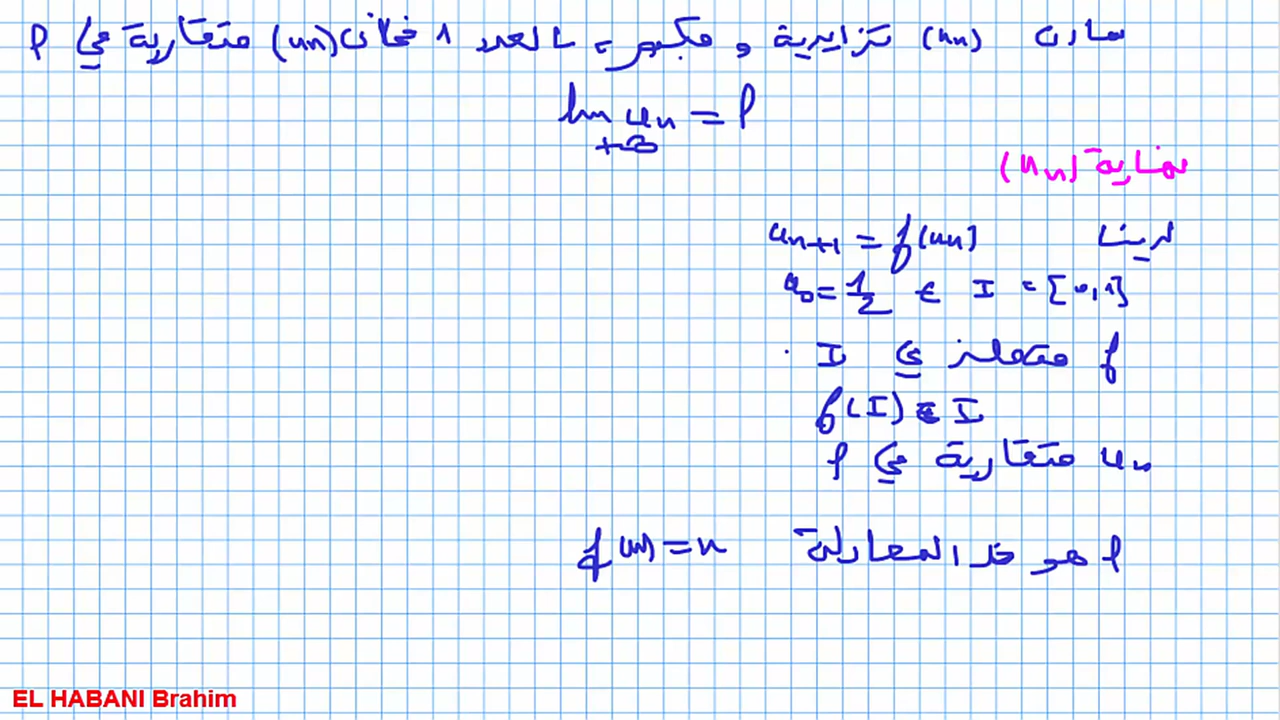 بما أن (un) تزايدية و مكبورة بالعدد 1 فإن (un) متقاربة في l
lim un = l
+∞
نهاية (un)
لدينا un+1 = f(un)
u0 = 1/2 ∈ I = [0,1]
f متصلة في I
f(I) ⊂ I
un متقاربة في l
l هو حل المعادلة f(x) = x
EL HABANI Brahim